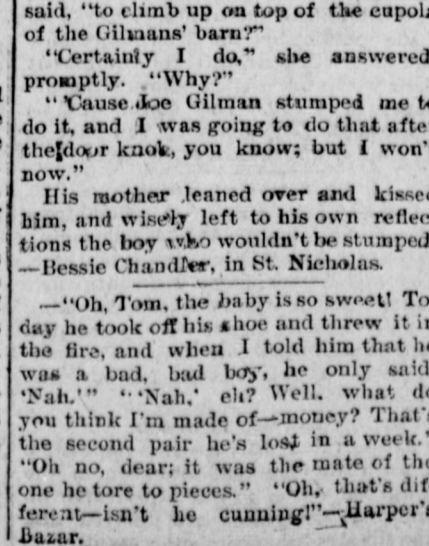 said, "to climb up on top of the cupol
of the Gilmans' barn?"
"Certainly I do," she answered
promptly. "Why?"
"'Cause Joe Gilman stumped me t
do it, and I was going to do that afte
the door knok, you know; but I won'
now."
His mother leaned over and kisse
him, and wisely left to his own reflec
tions the boy who wouldn't be stumped
—Bessie Chandler, in St. Nicholas.
—"Oh, Tom, the baby is so sweet! To
day he took off his shoe and threw it i
the fire, and when I told him that h
was a bad, bad boy, he only said
'Nah.'" "'Nah,' eh? Well. what d
you think I'm made of—money? That'
the second pair he's lost in a week."
"Oh no, dear; it was the mate of th
one he tore to pieces." "Oh, that's dif
ferent—isn't he cunning!"—Harper's
Bazar.